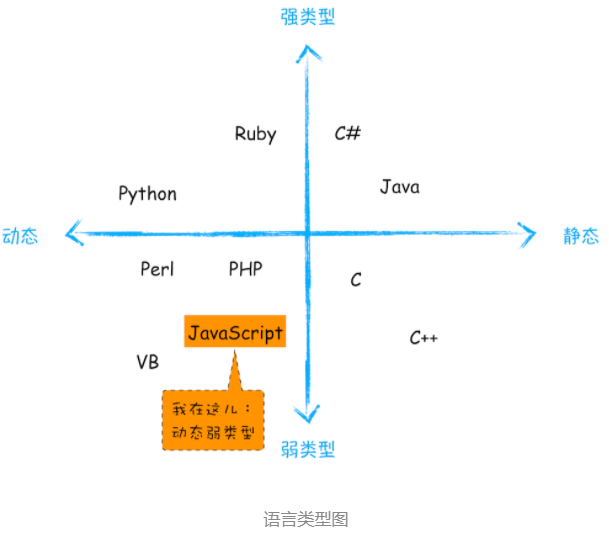 强类型
Ruby
C#
Java
Python
动态
静态
Perl
PHP
C
JavaScript
C++
VB
我在这儿：
动态弱类型
弱类型
语言类型图